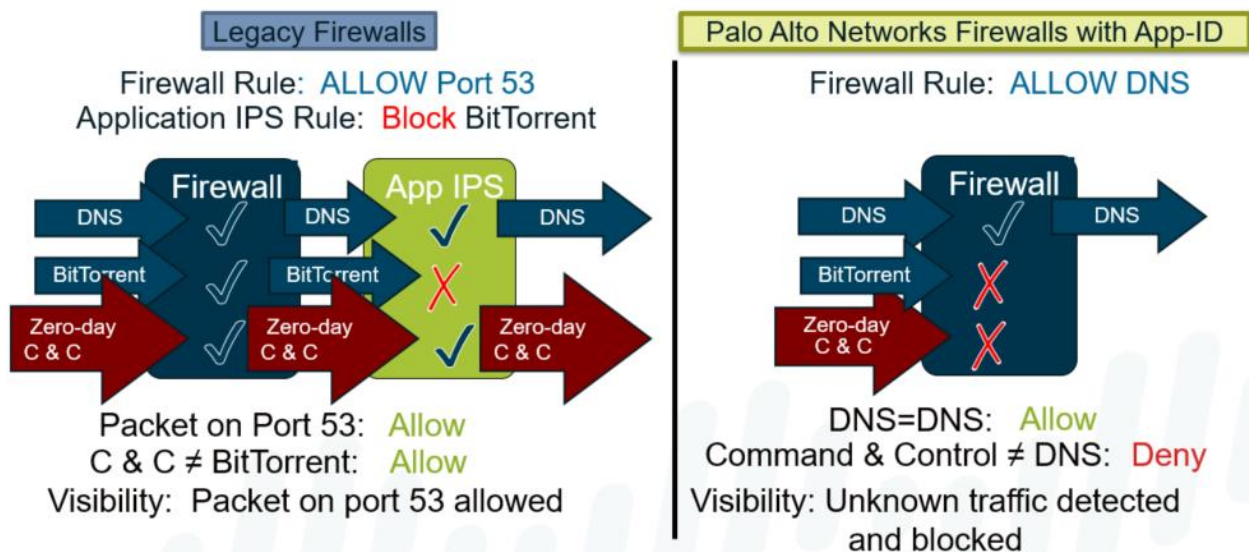 Legacy Firewalls
Firewall Rule: ALLOW Port 53
Application IPS Rule: Block BitTorrent
Firewall
App IPS
DNS
DNS
DNS
BitTorrent
BitTorrent
Zero-day
C & C
Zero-day
C & C
Zero-day
C & C
Packet on Port 53: Allow
C & C ≠ BitTorrent: Allow
Visibility: Packet on port 53 allowed
Palo Alto Networks Firewalls with App-ID
Firewall Rule: ALLOW DNS
Firewall
DNS
DNS
BitTorrent
Zero-day
C & C
DNS=DNS: Allow
Command & Control ≠ DNS: Deny
Visibility: Unknown traffic detected
and blocked